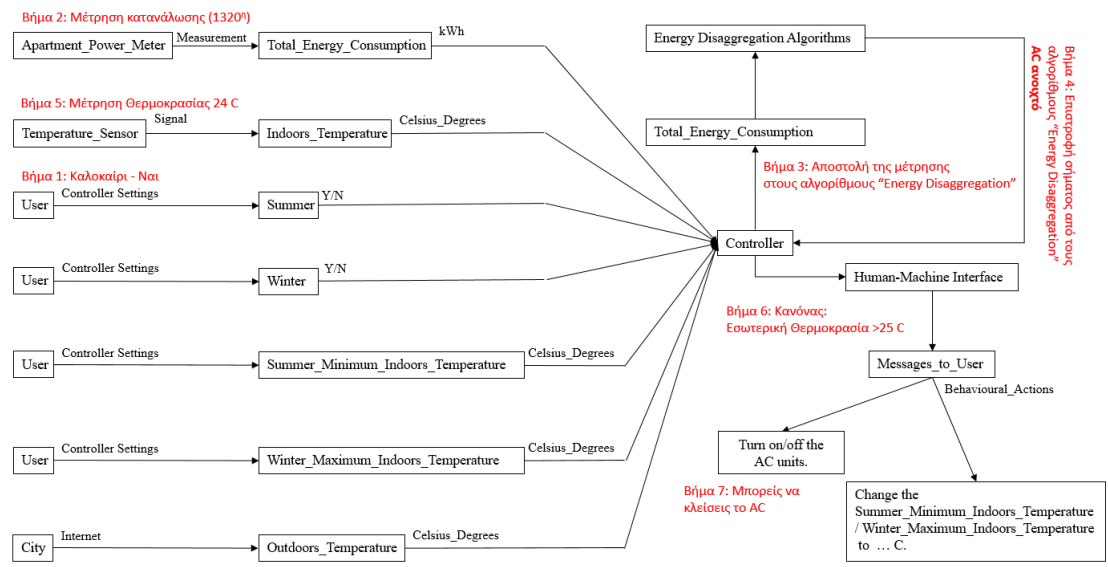 Βήμα 2: Μέτρηση κατανάλωσης (1320η)
Apartment_Power_Meter
Measurement
Total_Energy_Consumption
kWh
Βήμα 5: Μέτρηση Θερμοκρασίας 24 C
Temperature_Sensor
Signal
Indoors_Temperature
Celsius_Degrees
Βήμα 1: Καλοκαίρι - Ναι
User
Controller Settings
Summer
Y/N
User
Controller Settings
Winter
Y/N
User
Controller Settings
Summer_Minimum_Indoors_Temperature
Celsius_Degrees
User
Controller Settings
Winter_Maximum_Indoors_Temperature
Celsius_Degrees
City
Internet
Outdoors_Temperature
Celsius_Degrees
Energy Disaggregation Algorithms
Total_Energy_Consumption
Βήμα 3: Αποστολή της μέτρησης
στους αλγορίθμους “Energy Disaggregation”
Βήμα 4: Επιστροφή σήματος από τους
αλγορίθμους “Energy Disaggregation”
AC ανοιχτό
Controller
Human-Machine Interface
Βήμα 6: Κανόνας:
Εσωτερική Θερμοκρασία >25 C
Messages_to_User
Behavioural_Actions
Turn on/off the
AC units.
Βήμα 7: Μπορείς να
κλείσεις το AC
Change the
Summer_Minimum_Indoors_Temperature
/ Winter_Maximum_Indoors_Temperature
to … C.